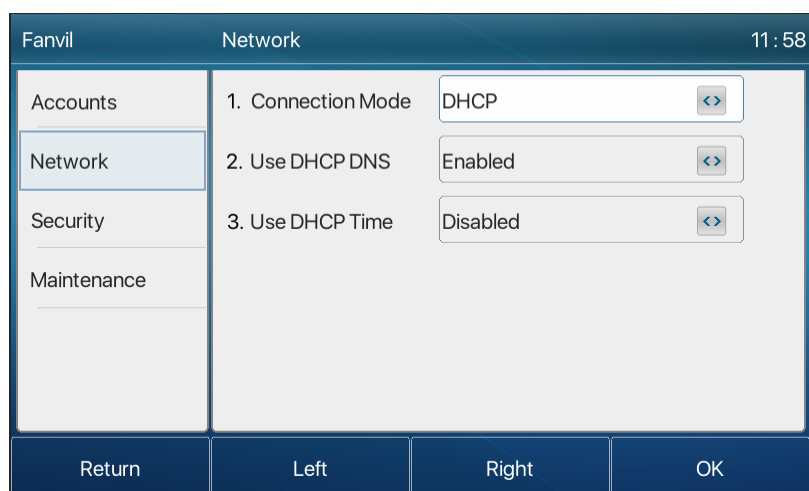 Fanvil Network 11:58
Accounts
Network
Security
Maintenance
1. Connection Mode DHCP
2. Use DHCP DNS Enabled
3. Use DHCP Time Disabled
Return Left Right OK